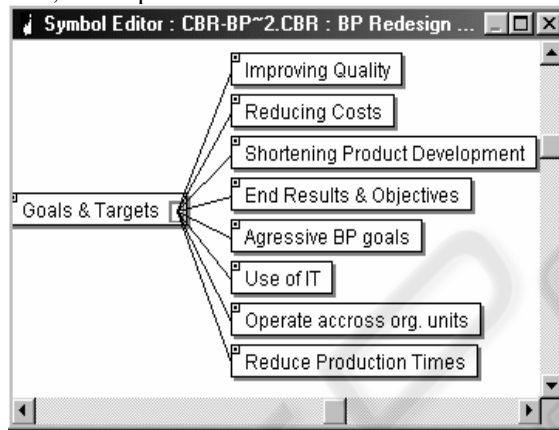 Symbol Editor : CBR-BP~2.CBR : BP Redesign ...
Improving Quality
Reducing Costs
Shortening Product Development
End Results & Objectives
Goals & Targets
Agressive BP goals
Use of IT
Operate accross org. units
Reduce Production Times